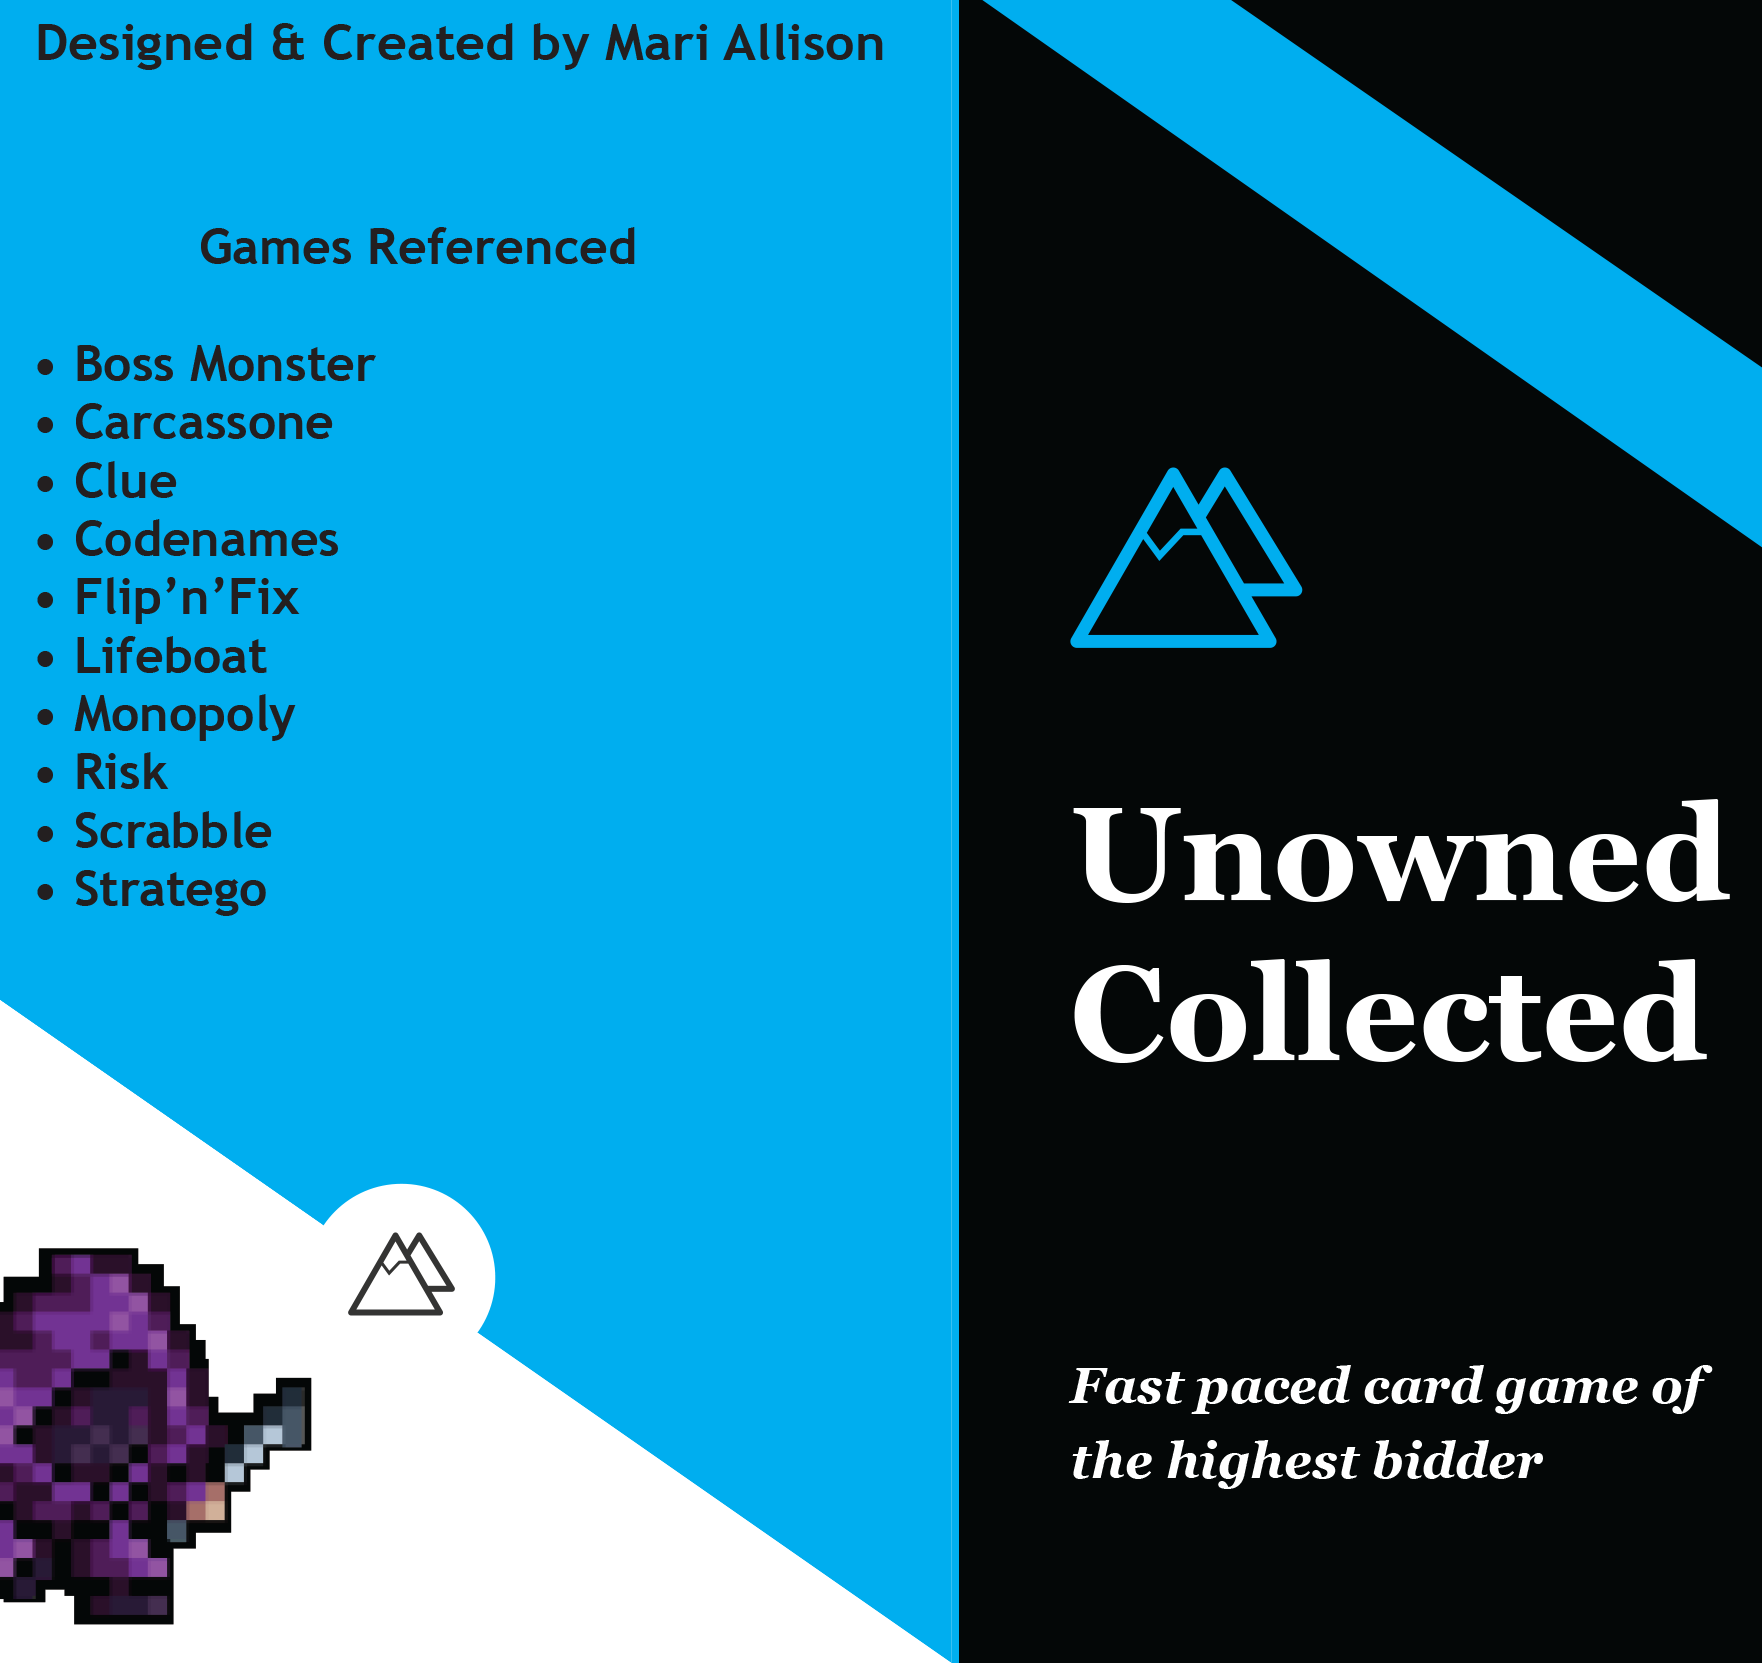 Designed & Created by Mari Allison
Games Referenced
• Boss Monster
• Carcassone
• Clue
• Codenames
• Flip’n’Fix
• Lifeboat
• Monopoly
• Risk
• Scrabble
• Stratego
Unowned
Collected
Fast paced card game of
the highest bidder